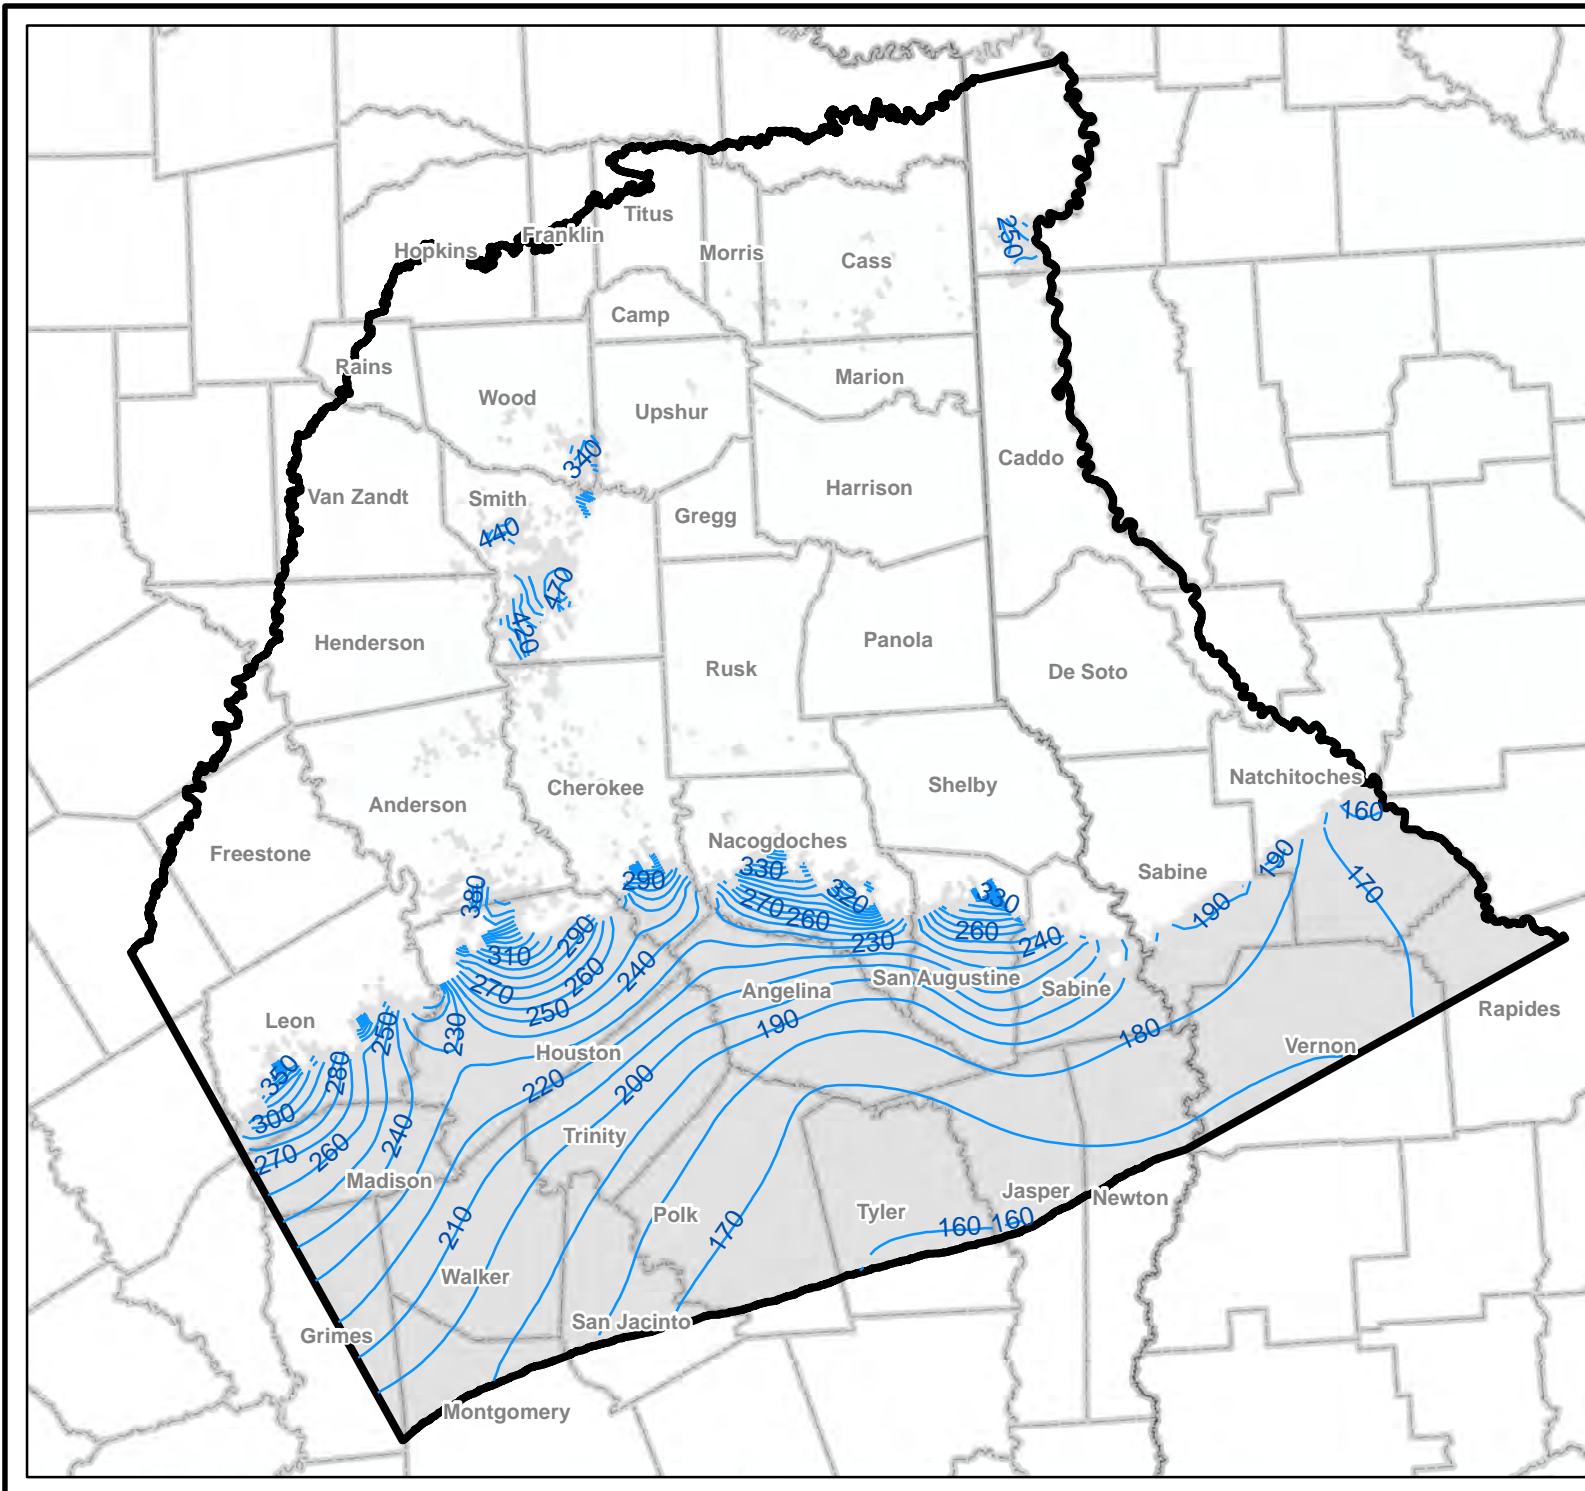 Titus
Franklin
Hopkins
Morris
Cass
250
Camp
Rains
Marion
Wood
Upshur
340
Caddo
Harrison
Van Zandt
Smith
Gregg
440
470
420
Henderson
Panola
Rusk
De Soto
Natchitoches
Cherokee
Shelby
Anderson
160
Nacogdoches
Freestone
190
330
Sabine
290
170
380
320
330
270
260
190
290
260
240
230
310
260
240
270
San Augustine
Sabine
250
Angelina
Rapides
Leon
250
230
190
180
Houston
Vernon
350
280
220
200
300
Trinity
240
260
270
Madison
Jasper
Newton
Polk
Tyler
210
170
160
160
Walker
San Jacinto
Grimes
Montgomery